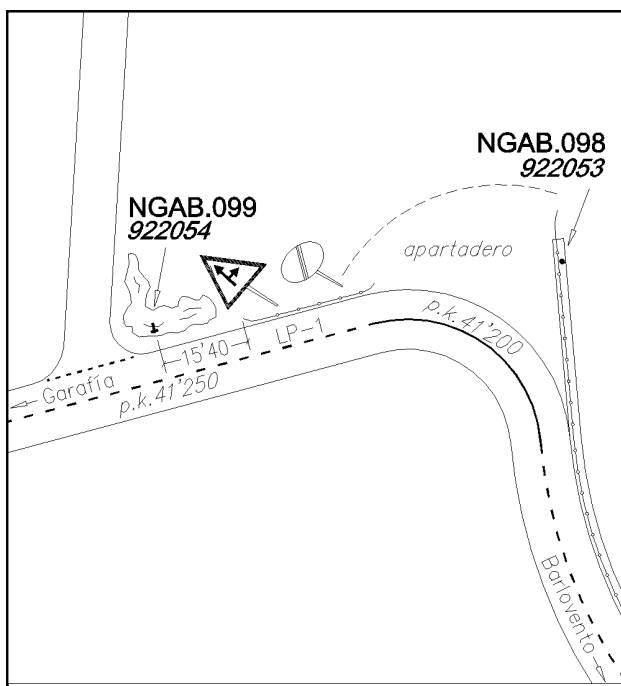 NGAB.098
922053
NGAB.099
922054
apartadero
p.k.41'200
LP-1
15'40
Garafía
p.k.41'250
Barlovento